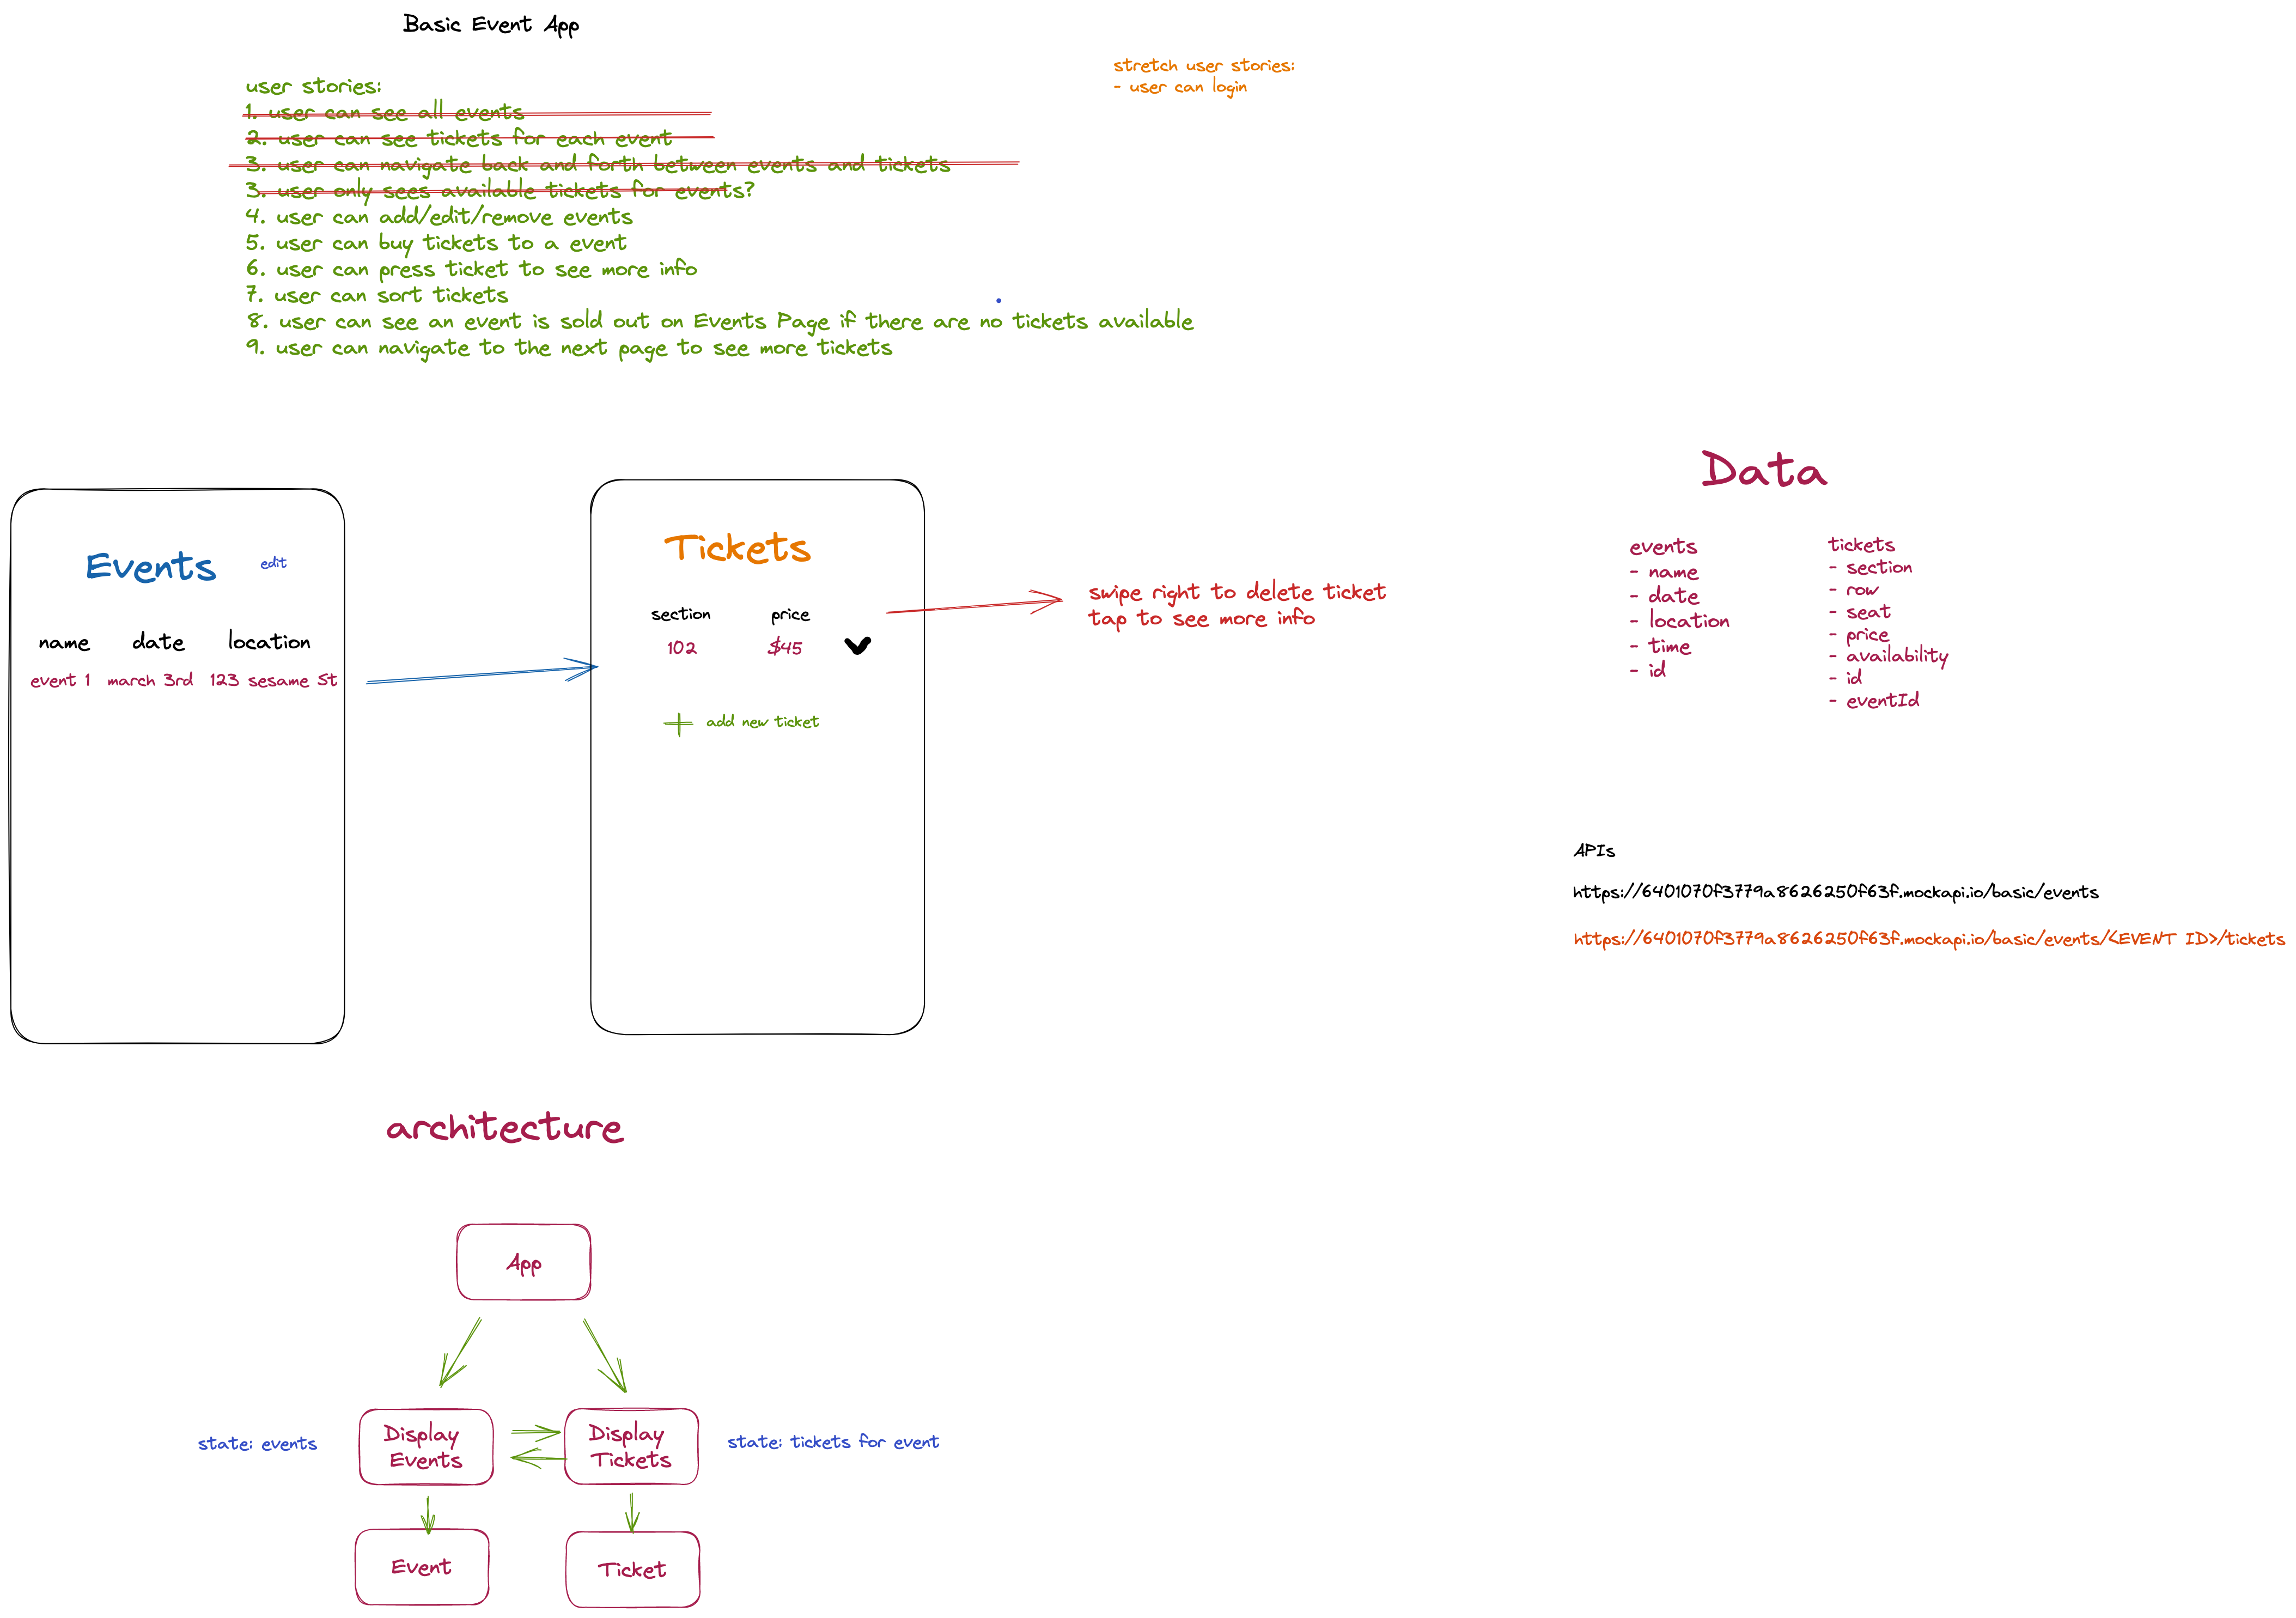 Basic Event App
stretch user stories:
- user can login
user stories:
1. user can see all events
2. user can see tickets for each event
3. user can navigate back and forth between events and tickets
3. user only sees available tickets for events?
4. user can add/edit/remove events
5. user can buy tickets to a event
6. user can press ticket to see more info
7. user can sort tickets
8. user can see an event is sold out on Events Page if there are no tickets available
9. user can navigate to the next page to see more tickets
Events edit
name date location
event 1 march 3rd 123 sesame St
Tickets
section price
102 $45
+ add new ticket
swipe right to delete ticket
tap to see more info
Data
events
- name
- date
- location
- time
- id
tickets
- section
- row
- seat
- price
- availability
- id
- eventId
APIs
https://6401070f3779a8626250f63f.mockapi.io/basic/events
https://6401070f3779a8626250f63f.mockapi.io/basic/events/<EVENT ID>/tickets
architecture
App
state: events
Display
Events
Display
Tickets
state: tickets for event
Event
Ticket